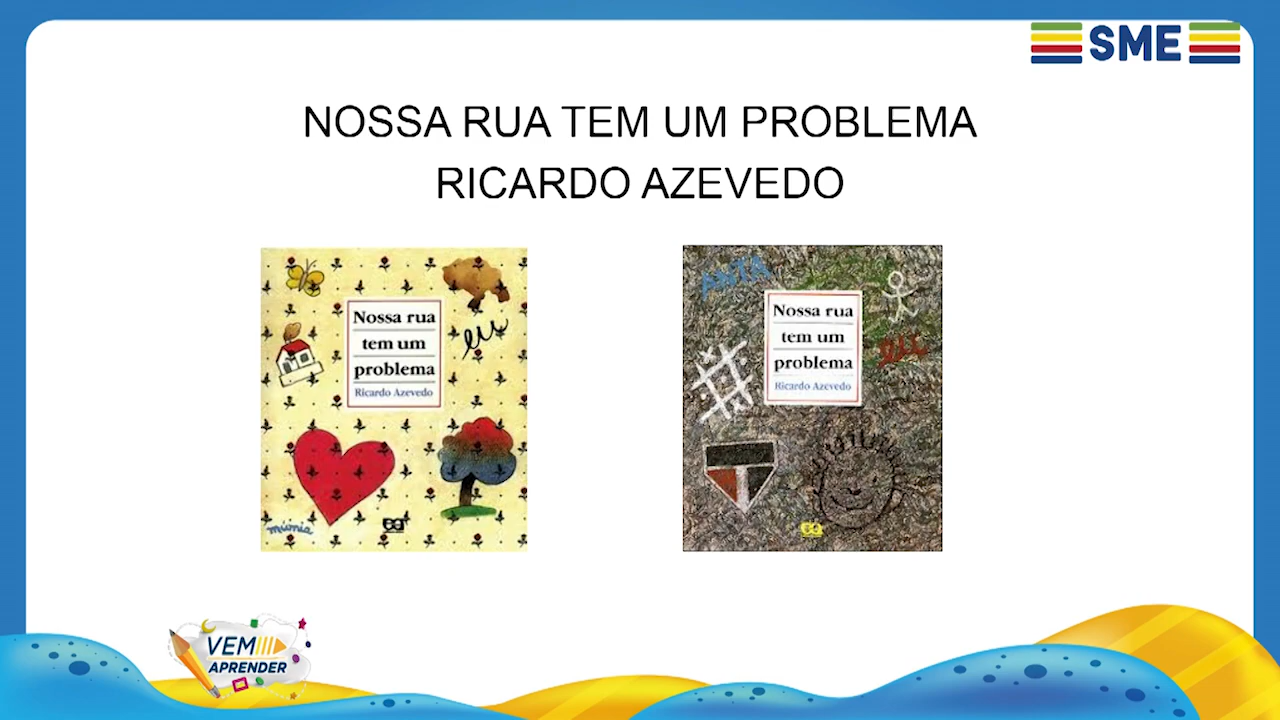 SME
NOSSA RUA TEM UM PROBLEMA
RICARDO AZEVEDO
Nossa rua
tem um
problema
Ricardo Azevedo
eu
ANTA
Nossa rua
tem um
problema
Ricardo Azevedo
VEM
APRENDER